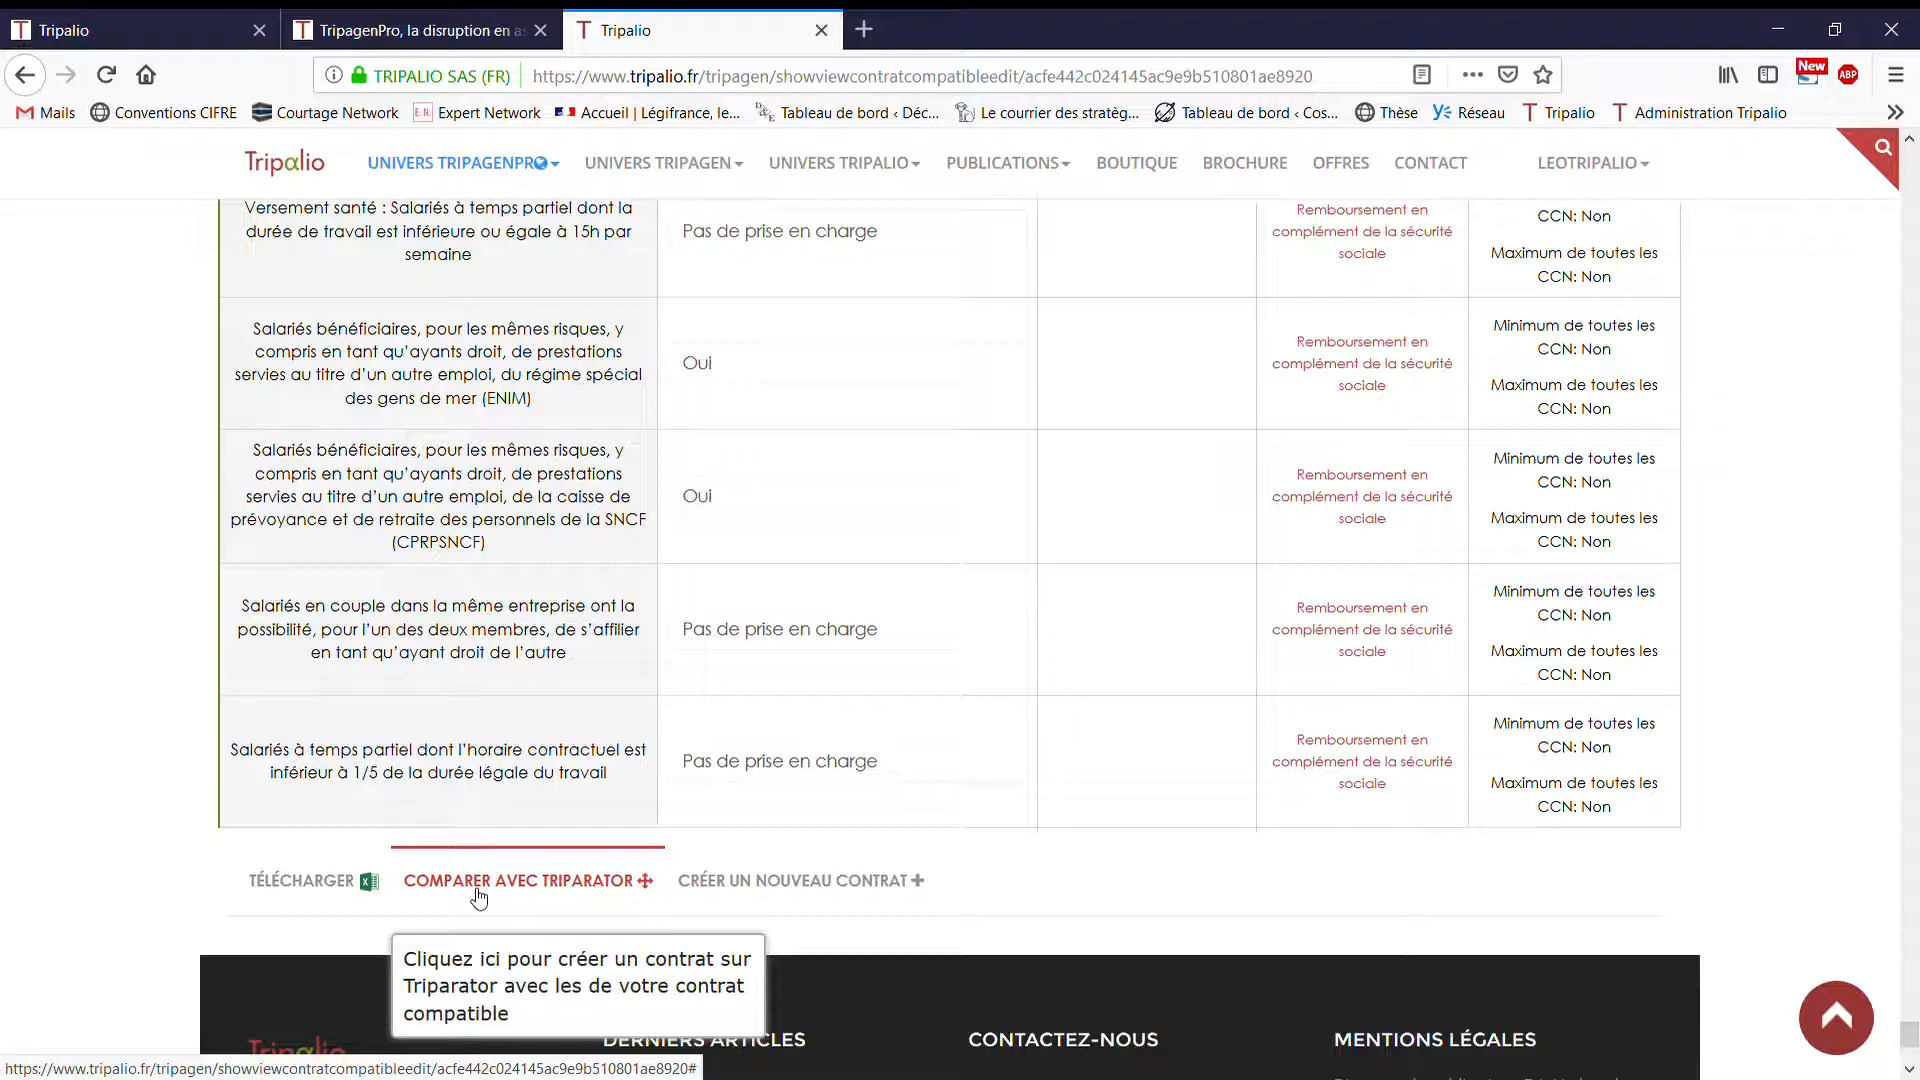 Tripalio
TripagenPro, la disruption en as
Tripalio
TRIPALIO SAS (FR)
https://www.tripalio.fr/tripagen/showviewcontratcompatibleedit/acfe442c024145ac9e9b510801ae8920
New
ABP
Mails
Conventions CIFRE
Courtage Network
E.N.
Expert Network
Accueil | Légifrance, le...
Tableau de bord ‹ Déc...
Le courrier des stratèg...
Tableau de bord ‹ Cos...
Thèse
Réseau
Tripalio
Administration Tripalio
Tripalio
UNIVERS TRIPAGENPRO
UNIVERS TRIPAGEN
UNIVERS TRIPALIO
PUBLICATIONS
BOUTIQUE
BROCHURE
OFFRES
CONTACT
LEOTRIPALIO
Versement santé : Salariés à temps partiel dont la
durée de travail est inférieure ou égale à 15h par
semaine
Pas de prise en charge
Remboursement en
complément de la sécurité
sociale
CCN: Non
Maximum de toutes les
CCN: Non
Salariés bénéficiaires, pour les mêmes risques, y
compris en tant qu’ayants droit, de prestations
servies au titre d’un autre emploi, du régime spécial
des gens de mer (ENIM)
Oui
Remboursement en
complément de la sécurité
sociale
Minimum de toutes les
CCN: Non
Maximum de toutes les
CCN: Non
Salariés bénéficiaires, pour les mêmes risques, y
compris en tant qu’ayants droit, de prestations
servies au titre d’un autre emploi, de la caisse de
prévoyance et de retraite des personnels de la SNCF
(CPRPSNCF)
Oui
Remboursement en
complément de la sécurité
sociale
Minimum de toutes les
CCN: Non
Maximum de toutes les
CCN: Non
Salariés en couple dans la même entreprise ont la
possibilité, pour l’un des deux membres, de s’affilier
en tant qu’ayant droit de l’autre
Pas de prise en charge
Remboursement en
complément de la sécurité
sociale
Minimum de toutes les
CCN: Non
Maximum de toutes les
CCN: Non
Salariés à temps partiel dont l’horaire contractuel est
inférieur à 1/5 de la durée légale du travail
Pas de prise en charge
Remboursement en
complément de la sécurité
sociale
Minimum de toutes les
CCN: Non
Maximum de toutes les
CCN: Non
TÉLÉCHARGER
COMPARER AVEC TRIPARATOR
CRÉER UN NOUVEAU CONTRAT
Cliquez ici pour créer un contrat sur
Triparator avec les de votre contrat
compatible
Tripalio
DERNIERS ARTICLES
CONTACTEZ-NOUS
MENTIONS LÉGALES
https://www.tripalio.fr/tripagen/showviewcontratcompatibleedit/acfe442c024145ac9e9b510801ae8920#